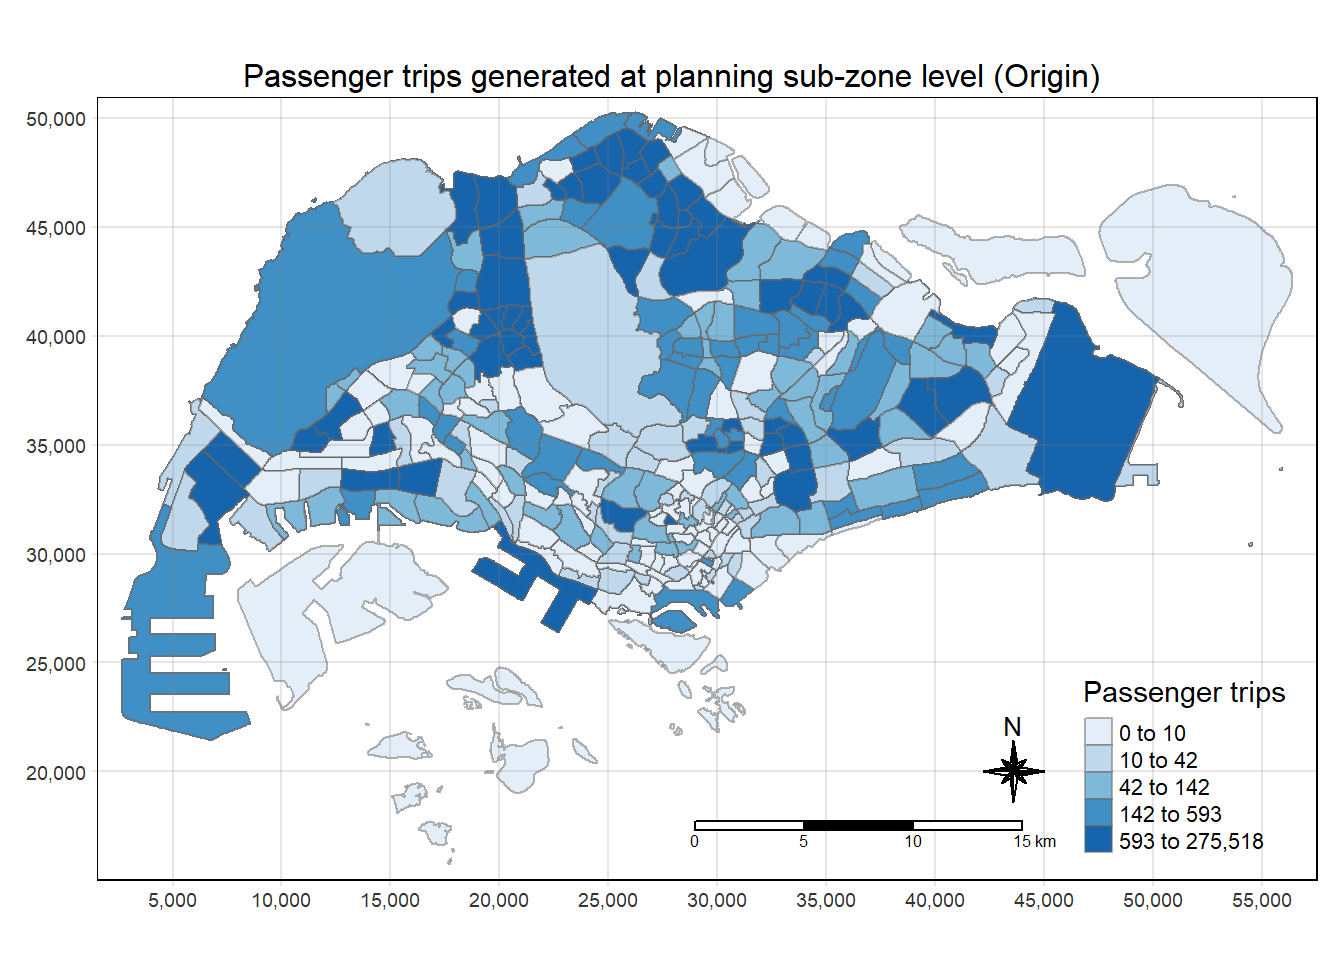 Passenger trips generated at planning sub-zone level (Origin)
50,000
45,000
40,000
35,000
30,000
25,000
20,000
Passenger trips
0 to 10
10 to 42
42 to 142
142 to 593
593 to 275,518
N
0 5 10 15 km
5,000 10,000 15,000 20,000 25,000 30,000 35,000 40,000 45,000 50,000 55,000